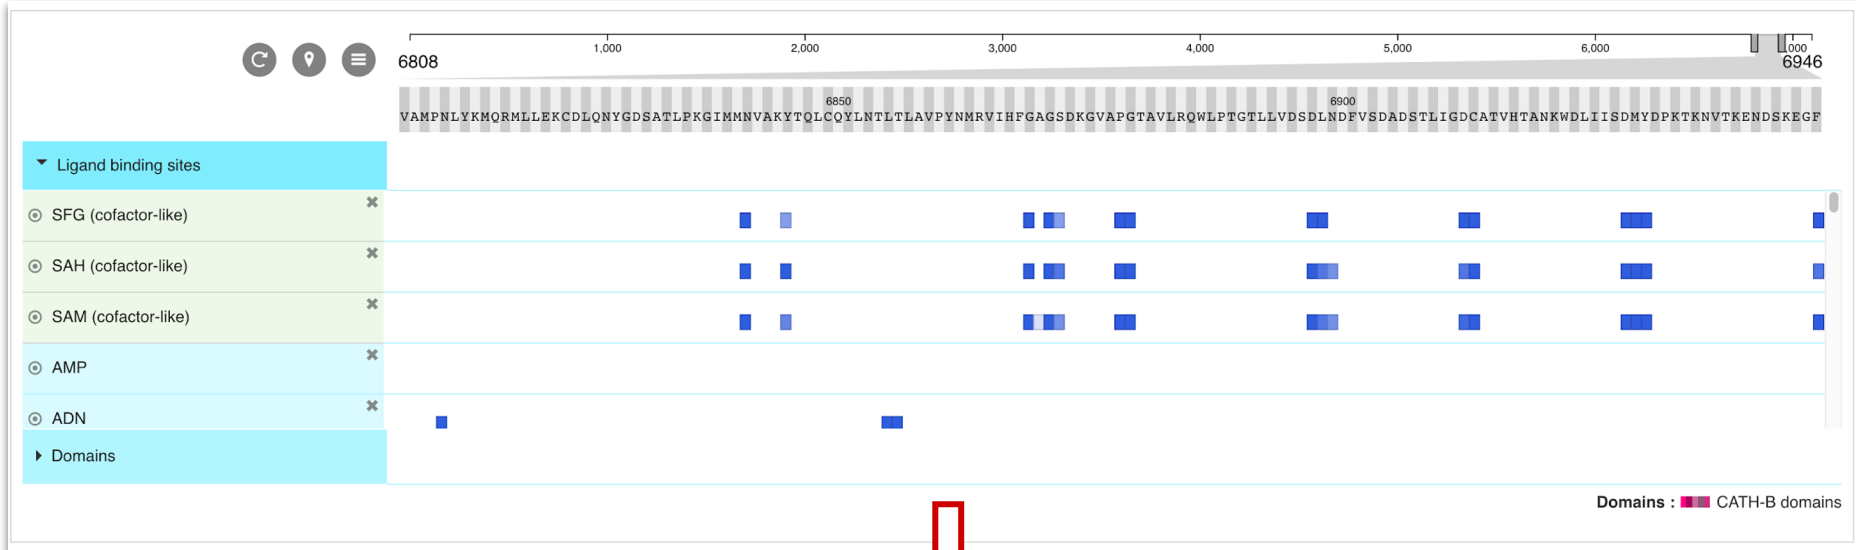 1,000 2,000 3,000 4,000 5,000 6,000 000
6808 6946
6850 6900
VAMPNLYKMQRMLLEKCDLQNYGDSATLPKGIMMNVAKYTQLCQYLNTLTLAVPYNMRVIHFGAGSDKGVAPGTAVLRQWLPTGTLLVDSDLNDFVSDADSTLIGDCATVHTANKWDLIISDMYDPKTKNVTKENDSKEGF
Ligand binding sites
SFG (cofactor-like)
SAH (cofactor-like)
SAM (cofactor-like)
AMP
ADN
Domains
Domains : CATH-B domains